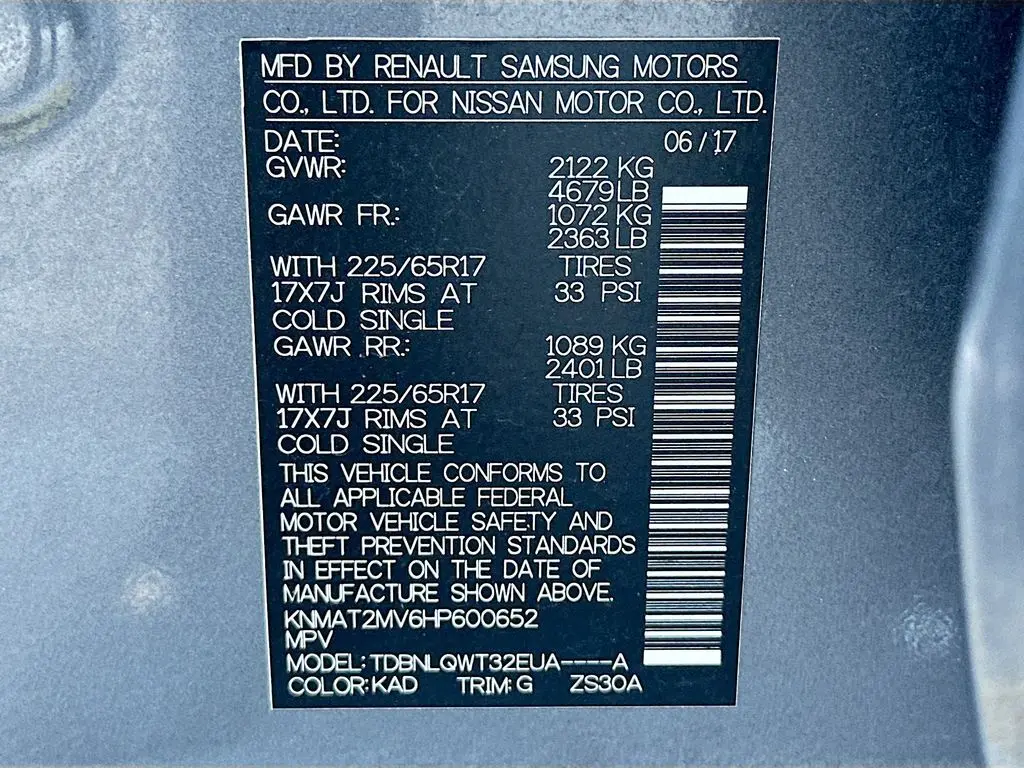 MFD BY RENAULT SAMSUNG MOTORS
CO., LTD. FOR NISSAN MOTOR CO., LTD.
DATE: 06/17
GVWR: 2122 KG
4679 LB
GAWR FR.: 1072 KG
2363 LB
WITH 225/65R17 TIRES
17X7J RIMS AT 33 PSI
COLD SINGLE
GAWR RR.: 1089 KG
2401 LB
WITH 225/65R17 TIRES
17X7J RIMS AT 33 PSI
COLD SINGLE
THIS VEHICLE CONFORMS TO
ALL APPLICABLE FEDERAL
MOTOR VEHICLE SAFETY AND
THEFT PREVENTION STANDARDS
IN EFFECT ON THE DATE OF
MANUFACTURE SHOWN ABOVE.
KNMAT2MV6HP600652
MPV
MODEL: TDBNLQWT32EUA----A
COLOR: KAD TRIM: G ZS30A